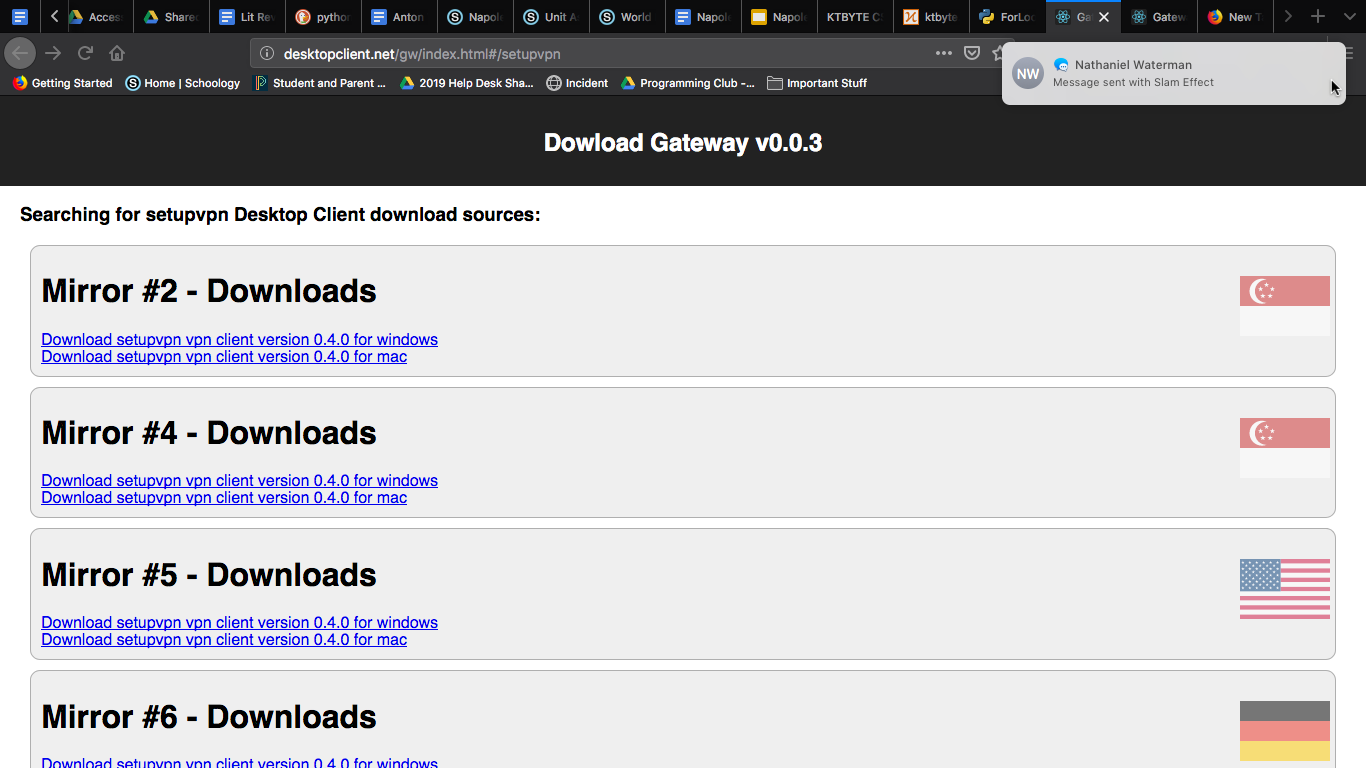 Acces
Share
Lit Rev
python
Anton
Napole
Unit A
World
Napole
Napole
KTBYTE C
ktbyte
ForLoo
Ga
Gatew
New T
desktopclient.net/gw/index.html#/setupvpn
Getting Started
Home | Schoology
Student and Parent ...
2019 Help Desk Sha...
Incident
Programming Club -...
Important Stuff
NW
Nathaniel Waterman
Message sent with Slam Effect
Dowload Gateway v0.0.3
Searching for setupvpn Desktop Client download sources:
Mirror #2 - Downloads
Download setupvpn vpn client version 0.4.0 for windows
Download setupvpn vpn client version 0.4.0 for mac
Mirror #4 - Downloads
Download setupvpn vpn client version 0.4.0 for windows
Download setupvpn vpn client version 0.4.0 for mac
Mirror #5 - Downloads
Download setupvpn vpn client version 0.4.0 for windows
Download setupvpn vpn client version 0.4.0 for mac
Mirror #6 - Downloads
Download setupvpn vpn client version 0.4.0 for windows